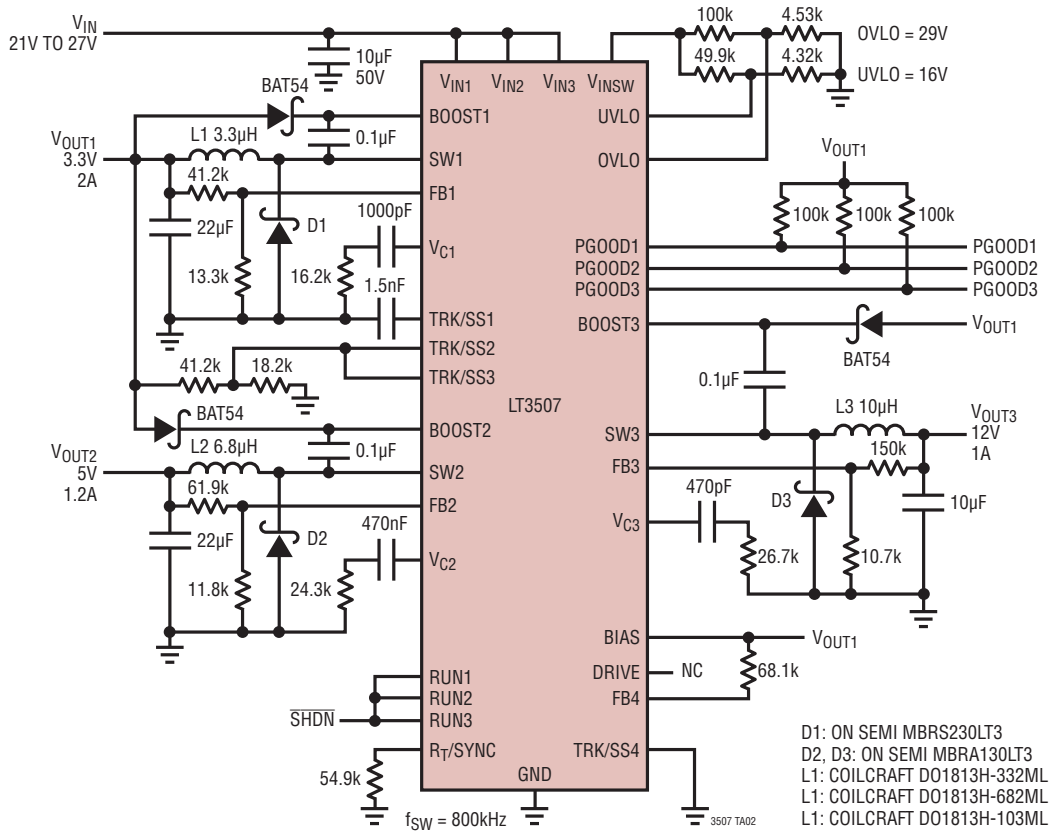 VIN
21V TO 27V
10µF
50V
100k
4.53k
OVLO = 29V
49.9k
4.32k
UVLO = 16V
VIN1
VIN2
VIN3
VINSW
BAT54
BOOST1
UVLO
0.1µF
VOUT1
3.3V
2A
L1 3.3µH
SW1
OVLO
VOUT1
41.2k
FB1
100k
100k
100k
22µF
D1
1000pF
VC1
PGOOD1
PGOOD1
13.3k
16.2k
PGOOD2
PGOOD2
1.5nF
PGOOD3
PGOOD3
TRK/SS1
BOOST3
VOUT1
BAT54
TRK/SS2
41.2k
18.2k
TRK/SS3
0.1µF
LT3507
BAT54
BOOST2
L3 10µH
VOUT3
12V
1A
SW3
VOUT2
5V
1.2A
L2 6.8µH
0.1µF
SW2
FB3
150k
61.9k
FB2
470pF
D3
10µF
22µF
D2
470nF
VC3
VC2
26.7k
10.7k
11.8k
24.3k
BIAS
VOUT1
RUN1
DRIVE
NC
68.1k
RUN2
FB4
SHDN
RUN3
RT/SYNC
TRK/SS4
54.9k
GND
fSW = 800kHz
3507 TA02
D1: ON SEMI MBRS230LT3
D2, D3: ON SEMI MBRA130LT3
L1: COILCRAFT DO1813H-332ML
L1: COILCRAFT DO1813H-682ML
L1: COILCRAFT DO1813H-103ML